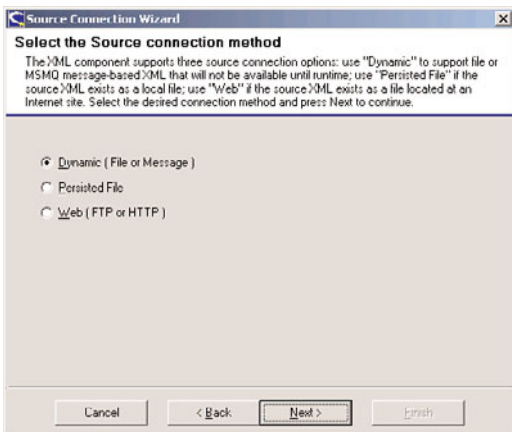 Source Connection Wizard
Select the Source connection method
The XML component supports three source connection options: use "Dynamic" to support file or
MSMQ message-based XML that will not be available until runtime; use "Persisted File" if the
source XML exists as a local file; use "Web" if the source XML exists as a file located at an
Internet site. Select the desired connection method and press Next to continue.
Dynamic ( File or Message )
Persisted File
Web ( FTP or HTTP )
Cancel < Back Next > Finish